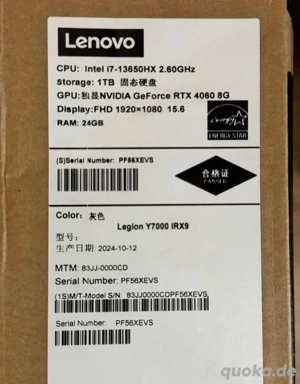 Lenovo
CPU: Intel i7-13650HX 2.60GHz
Storage: 1TB 固态硬盘
GPU:独显NVIDIA GeForce RTX 4060 8G
Display:FHD 1920×1080 15.6
RAM: 24GB
ENERGY STAR
(S)Serial Number: PF56XEVS
合格证
PASSED
Color: 灰色
Legion Y7000 IRX9
型号:
生产日期 2024-10-12
MTM: 83JJ-0000CD
Serial Number: PF56XEVS
(1S)M/T-Model S/N: 83JJ0000CDPF56XEVS
Serial Number: PF56XEVS
quoka.de